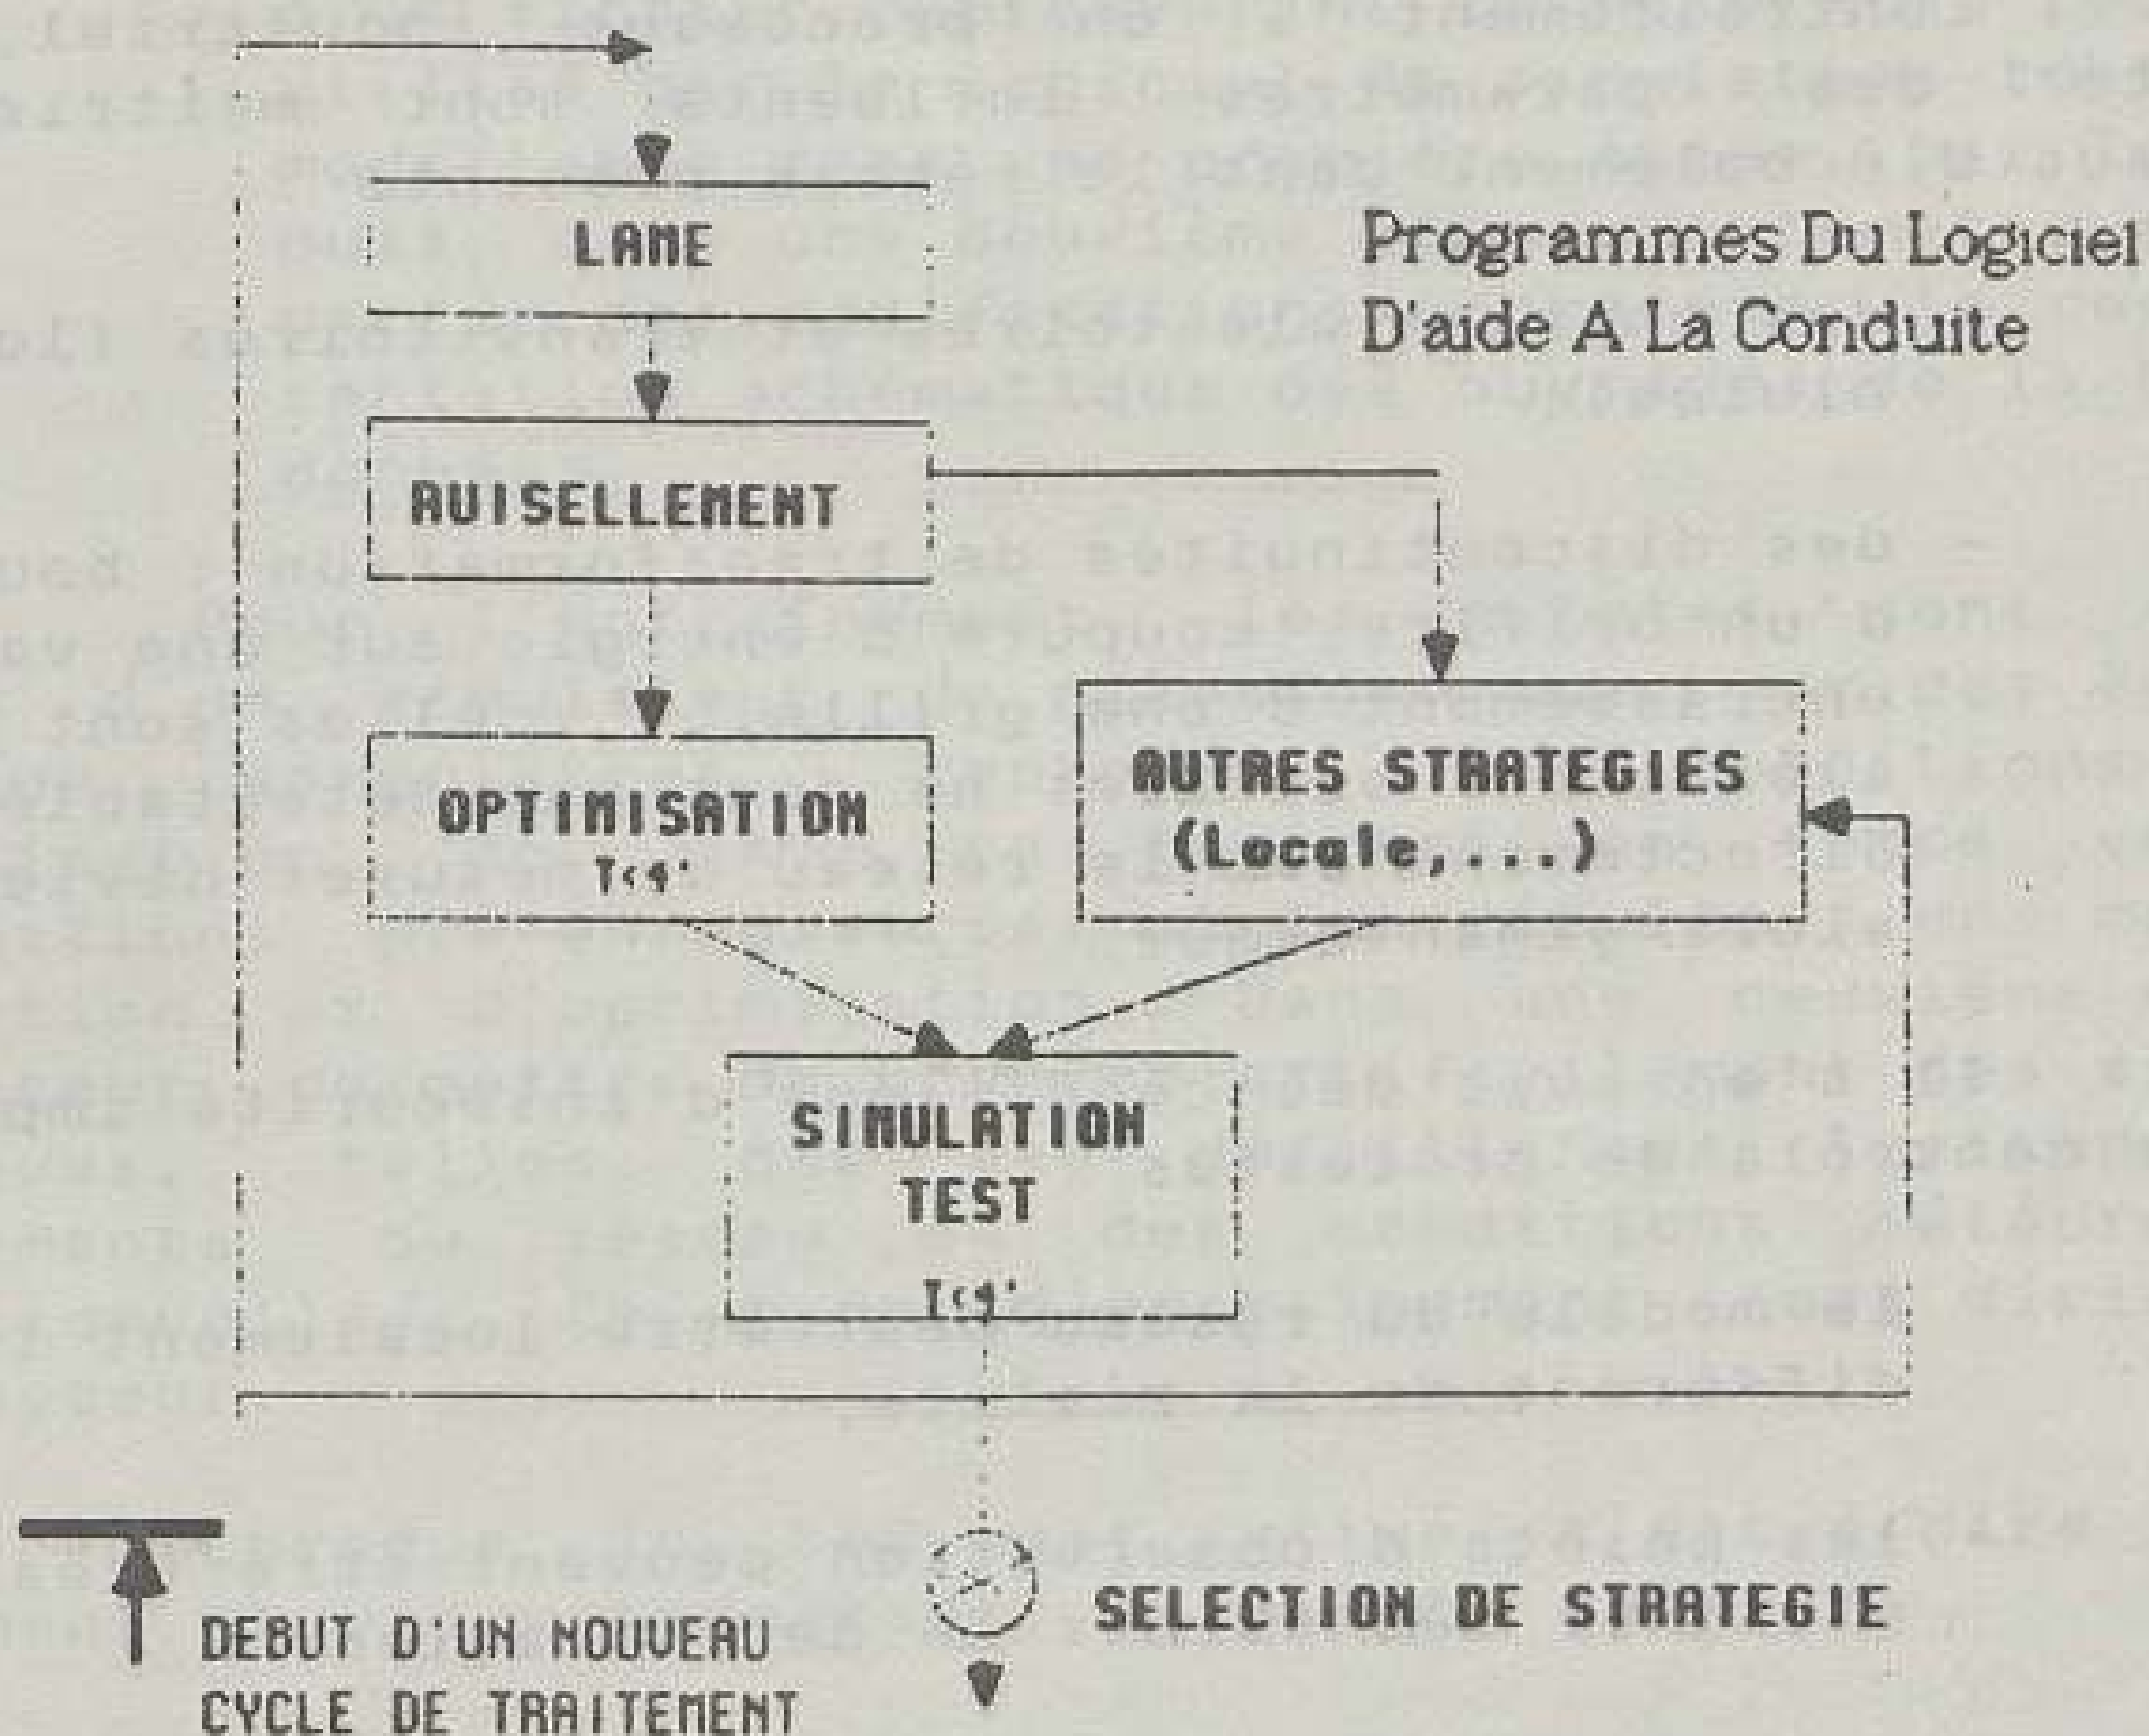 LAME
Programmes Du Logiciel
D'aide A La Conduite
RUISELLEMENT
AUTRES STRATEGIES
(Locale,...)
OPTIMISATION
T<4'
SIMULATION
TEST
T<4'
SELECTION DE STRATEGIE
DEBUT D'UN NOUVEAU
CYCLE DE TRAITEMENT